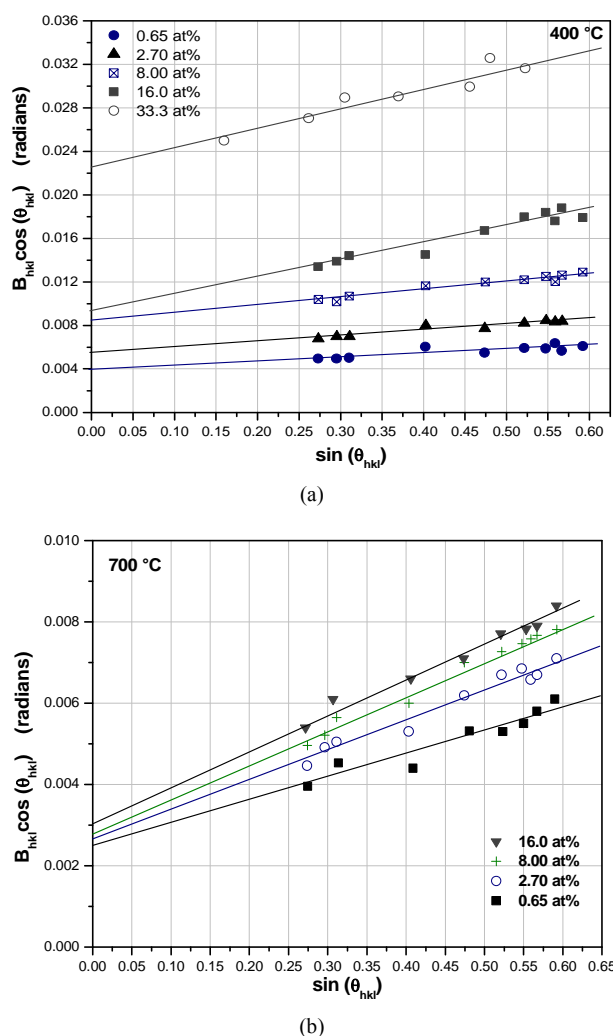 0.036
0.032
0.028
0.024
0.020
0.016
0.012
0.008
0.004
0.000
B_hkl cos (θ_hkl) (radians)
0.65 at%
2.70 at%
8.00 at%
16.0 at%
33.3 at%
400 °C
0.00 0.05 0.10 0.15 0.20 0.25 0.30 0.35 0.40 0.45 0.50 0.55 0.60
sin (θ_hkl)
(a)
0.010
0.008
0.006
0.004
0.002
0.000
B_hkl cos (θ_hkl) (radians)
700 °C
16.0 at%
8.00 at%
2.70 at%
0.65 at%
0.00 0.05 0.10 0.15 0.20 0.25 0.30 0.35 0.40 0.45 0.50 0.55 0.60 0.65
sin (θ_hkl)
(b)